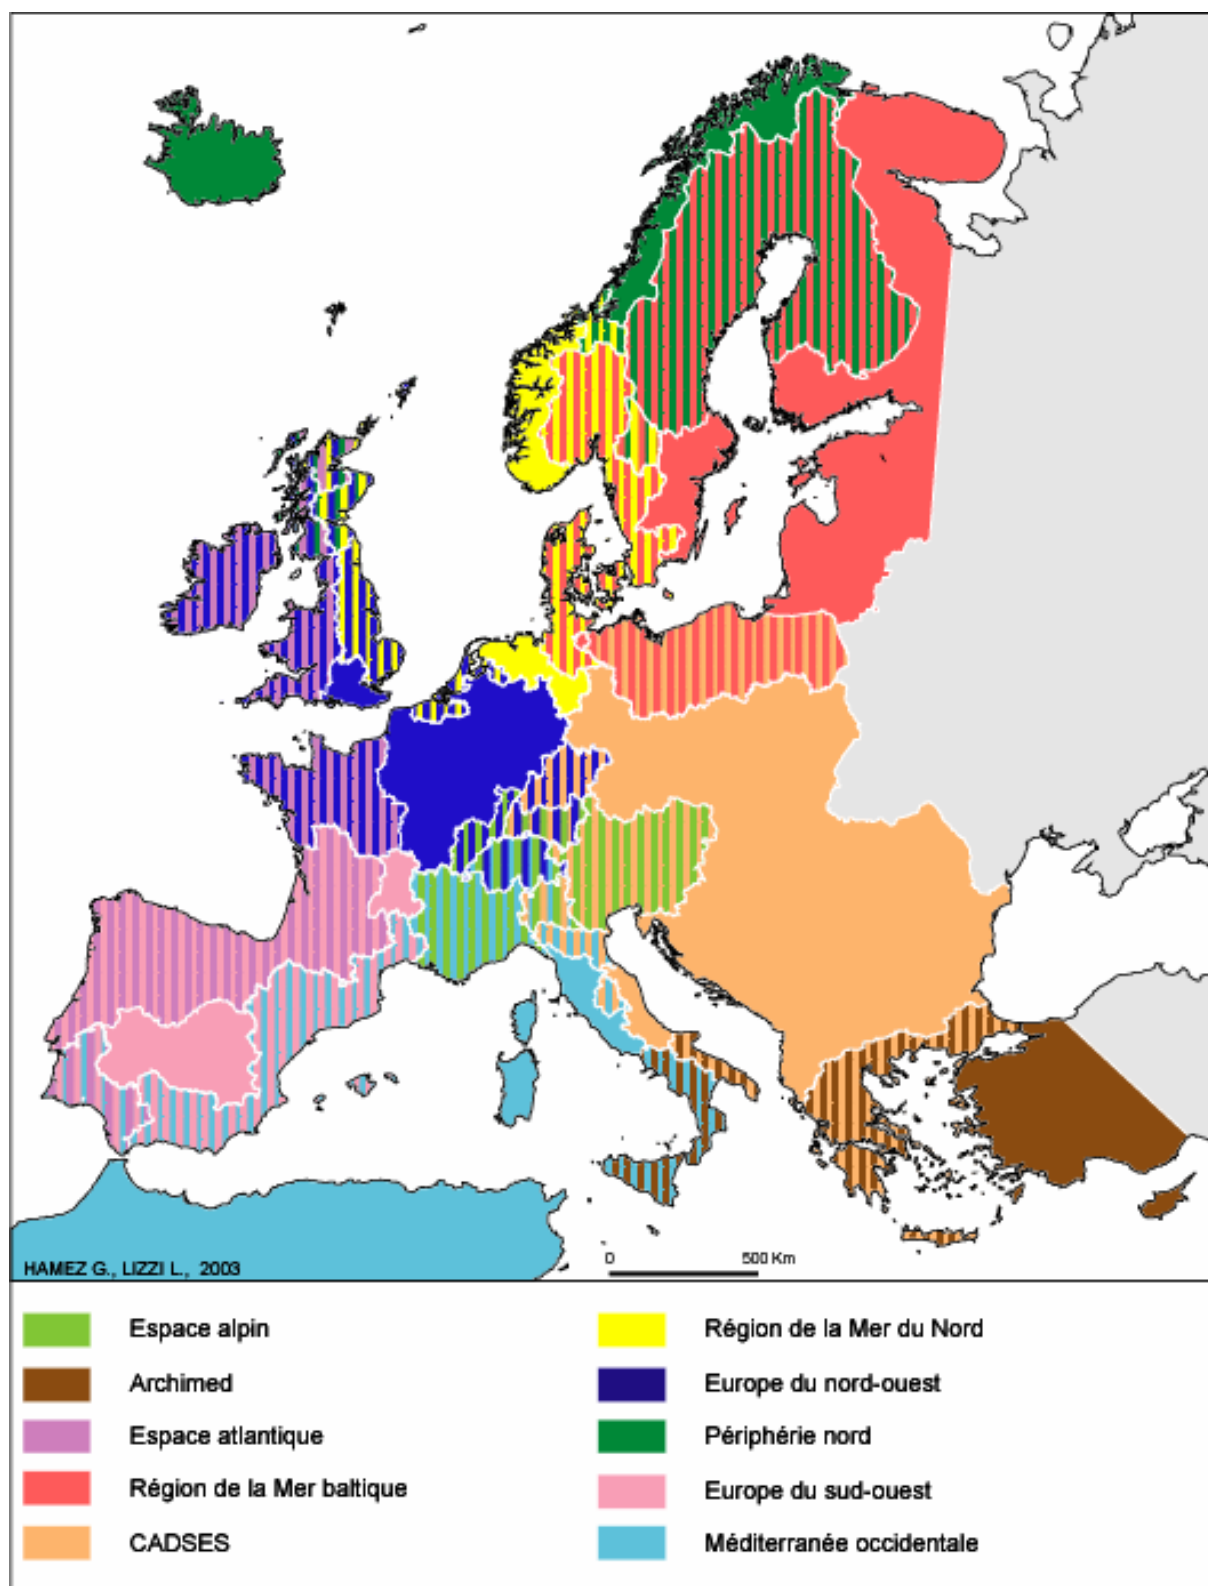 0 500 Km
HAMEZ G., LIZZI L., 2003
Espace alpin
Archimed
Espace atlantique
Région de la Mer baltique
CADSES
Région de la Mer du Nord
Europe du nord-ouest
Périphérie nord
Europe du sud-ouest
Méditerranée occidentale